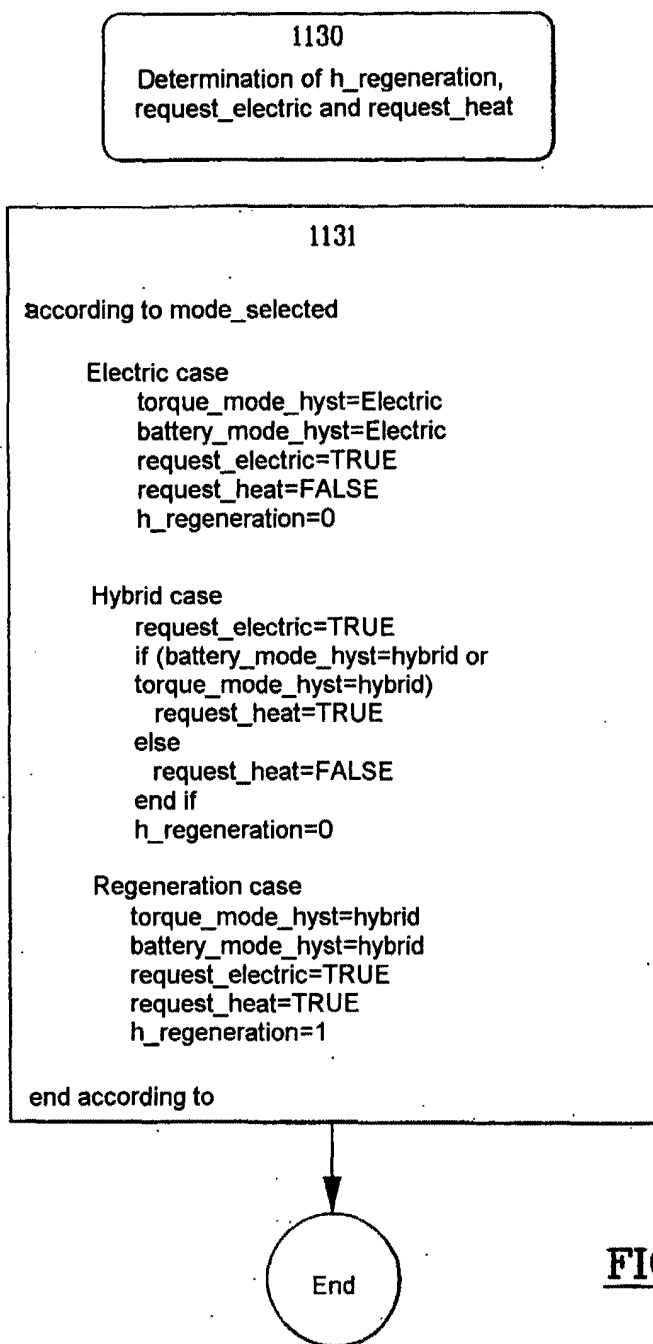 1130
Determination of h_regeneration,
request_electric and request_heat
1131
according to mode_selected
Electric case
torque_mode_hyst=Electric
battery_mode_hyst=Electric
request_electric=TRUE
request_heat=FALSE
h_regeneration=0
Hybrid case
request_electric=TRUE
if (battery_mode_hyst=hybrid or
torque_mode_hyst=hybrid)
request_heat=TRUE
else
request_heat=FALSE
end if
h_regeneration=0
Regeneration case
torque_mode_hyst=hybrid
battery_mode_hyst=hybrid
request_electric=TRUE
request_heat=TRUE
h_regeneration=1
end according to
End